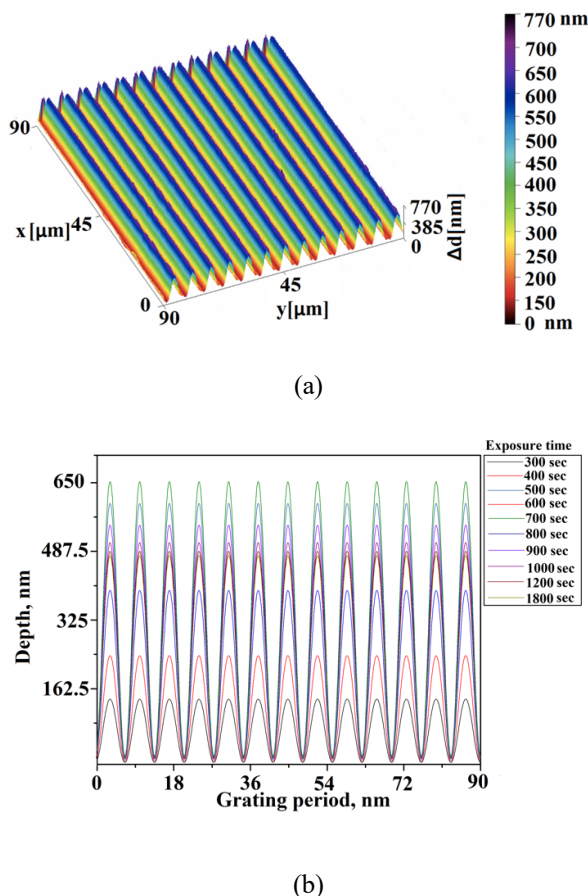 770 nm
700
650
600
550
500
450
400
350
300
250
200
150
0 nm
90
x[µm]
45
0
90
y[µm]
45
770
385
0
Δd[nm]
(a)
Exposure time
300 sec
400 sec
500 sec
600 sec
700 sec
800 sec
900 sec
1000 sec
1200 sec
1800 sec
650
487.5
325
162.5
Depth, nm
0 18 36 54 72 90
Grating period, nm
(b)